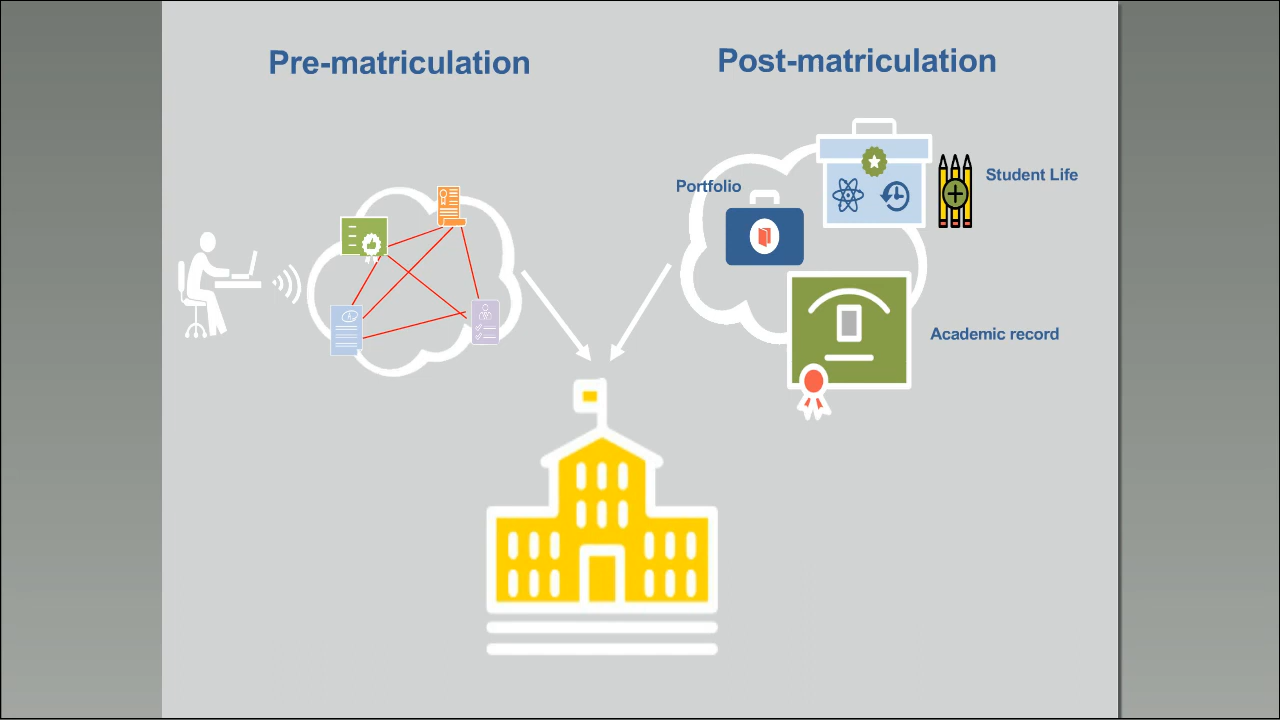 Pre-matriculation
Post-matriculation
Portfolio
Student Life
Academic record